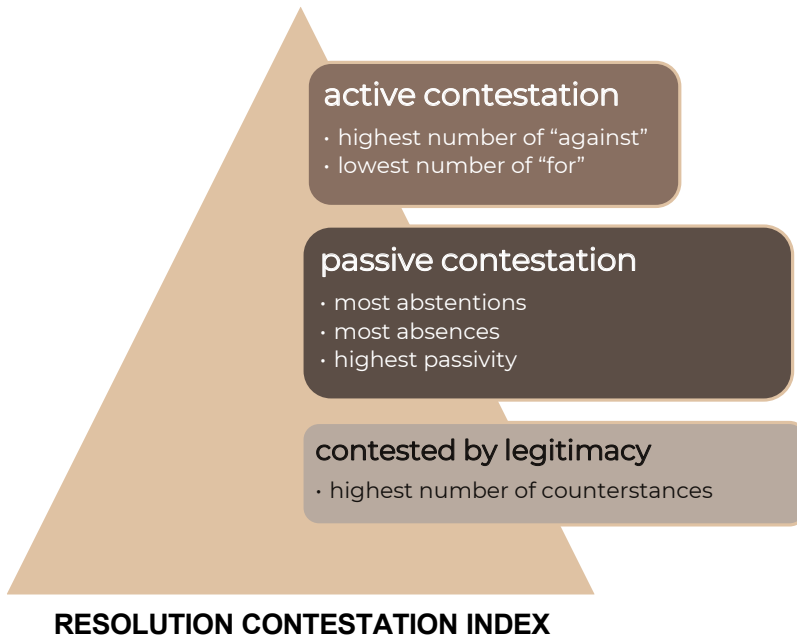 active contestation
· highest number of “against”
· lowest number of “for”
passive contestation
· most abstentions
· most absences
· highest passivity
contested by legitimacy
· highest number of counterstances
RESOLUTION CONTESTATION INDEX